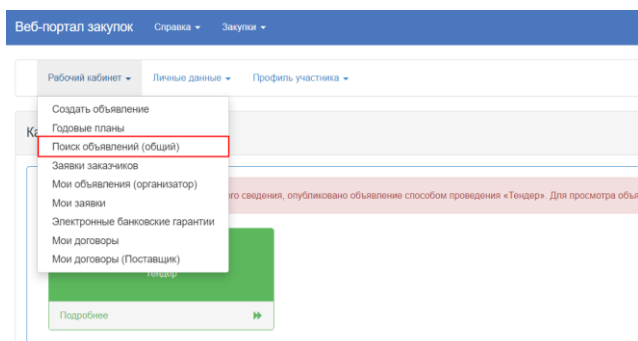 Веб-портал закупок Справка Закупки
Рабочий кабинет Личные данные Профиль участника
Создать объявление
Годовые планы
Ка
Поиск объявлений (общий)
Заявки заказчиков
Мои объявления (организатор)
го сведения, опубликовано объявление способом проведения «Тендер». Для просмотра объя
Мои заявки
Электронные банковские гарантии
Мои договоры
Мои договоры (Поставщик)
Тендер
Подробнее